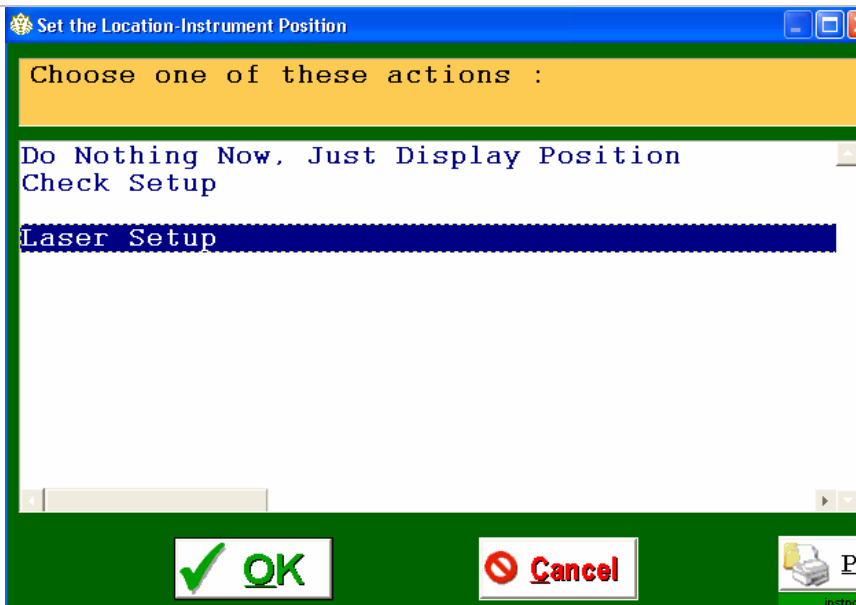 Set the Location-Instrument Position
Choose one of these actions :
Do Nothing Now, Just Display Position
Check Setup
Laser Setup
OK
Cancel
P